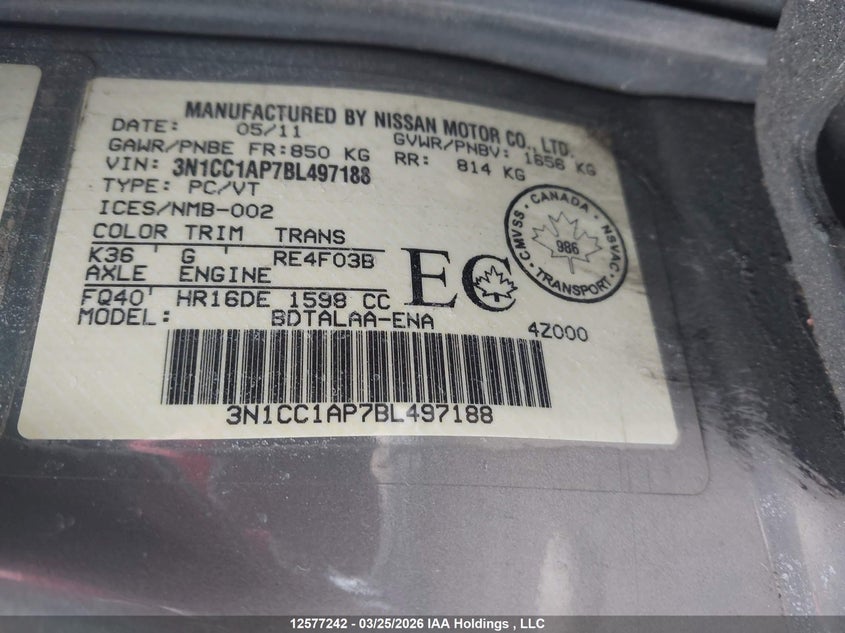 MANUFACTURED BY NISSAN MOTOR CO., LTD.
DATE: 05/11 GVWR/PNBV: 1656 KG
GAWR/PNBE FR:850 KG RR: 814 KG
VIN: 3N1CC1AP7BL497188
TYPE: PC/VT
ICES/NMB-002
COLOR TRIM TRANS
K36 ' G ' RE4F03B
AXLE ENGINE
FQ40' HR16DE 1598 CC
EC
CANADA
C.MVSS. NSVAC
986
TRANSPORT
MODEL: BDTALAA-ENA 4Z000
3N1CC1AP7BL497188
12577242 - 03/25/2026 IAA Holdings , LLC